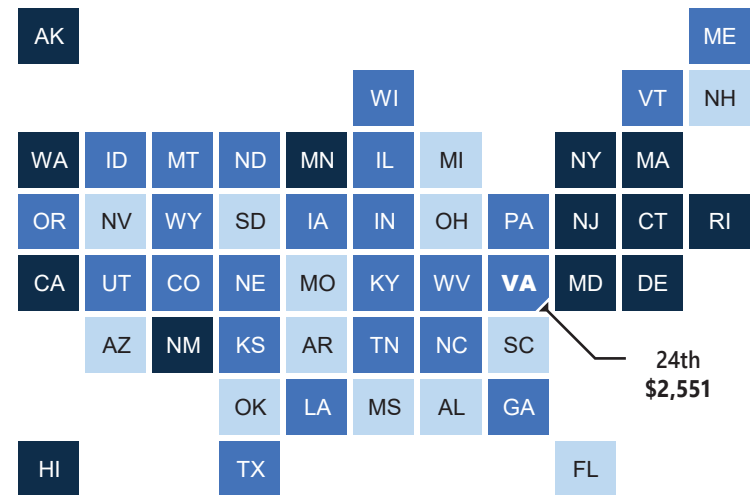 AK ME
WI VT NH
WA ID MT ND MN IL MI NY MA
OR NV WY SD IA IN OH PA NJ CT RI
CA UT CO NE MO KY WV VA MD DE
AZ NM KS AR TN NC SC
24th
$2,551
OK LA MS AL GA
HI TX FL